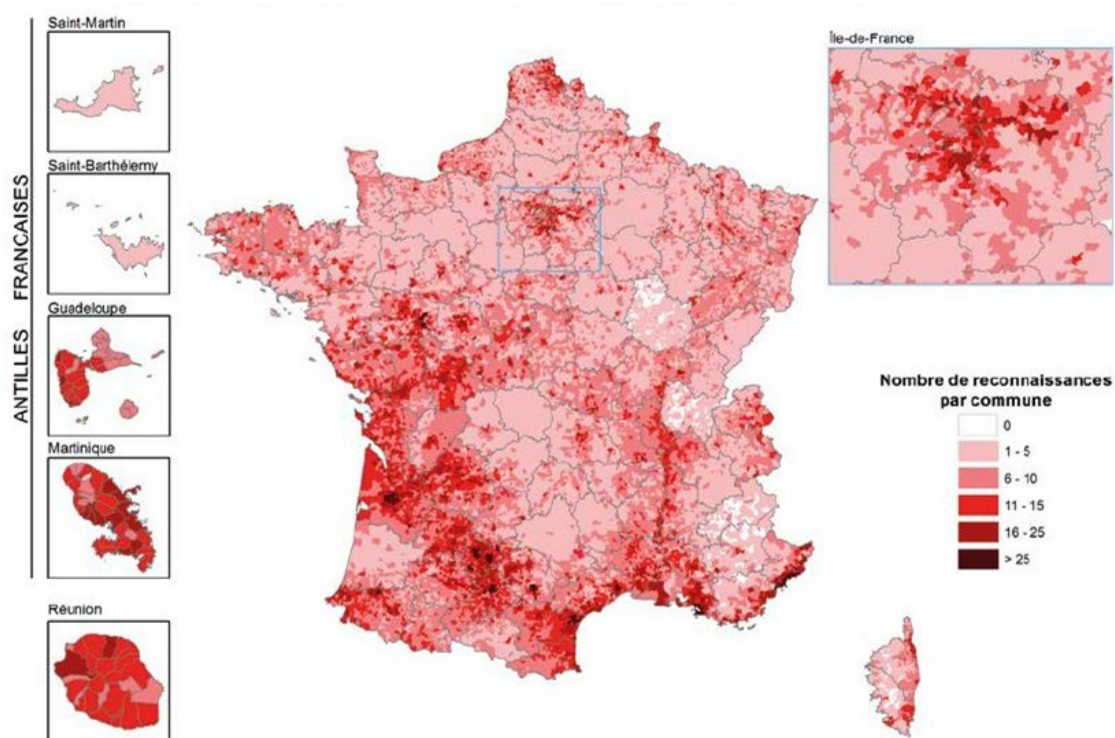 Saint-Martin
Saint-Barthélemy
Guadeloupe
Martinique
Réunion
ANTILLES FRANCAISES
Île-de-France
Nombre de reconnaissances
par commune
0
1 - 5
6 - 10
11 - 15
16 - 25
> 25